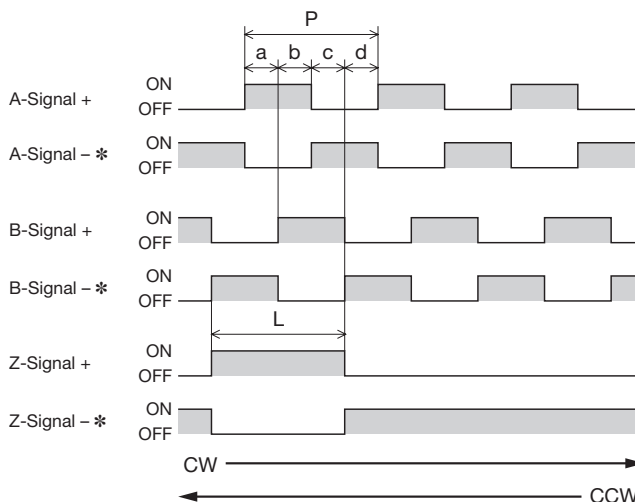 P
a b c d
ON
A-Signal +
OFF
ON
A-Signal – ✻
OFF
ON
B-Signal +
OFF
ON
B-Signal – ✻
OFF
L
ON
Z-Signal +
OFF
ON
Z-Signal – ✻
OFF
CW
CCW